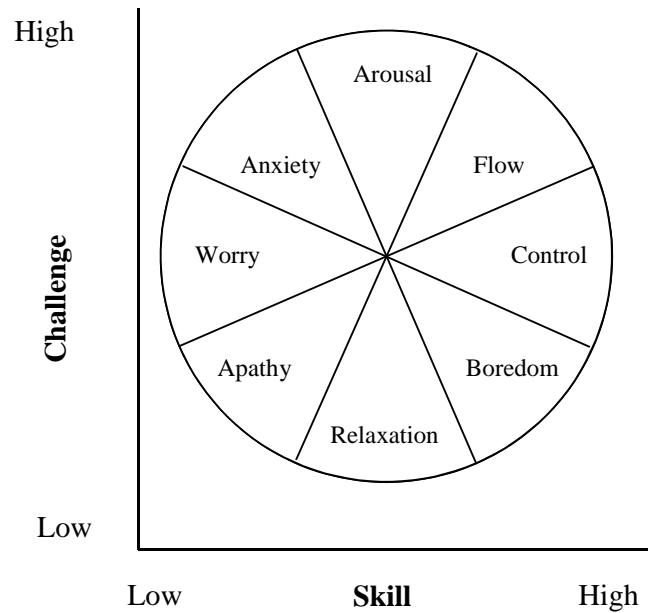 High
Arousal
Anxiety
Flow
Challenge
Worry
Control
Apathy
Boredom
Relaxation
Low
Low
Skill
High